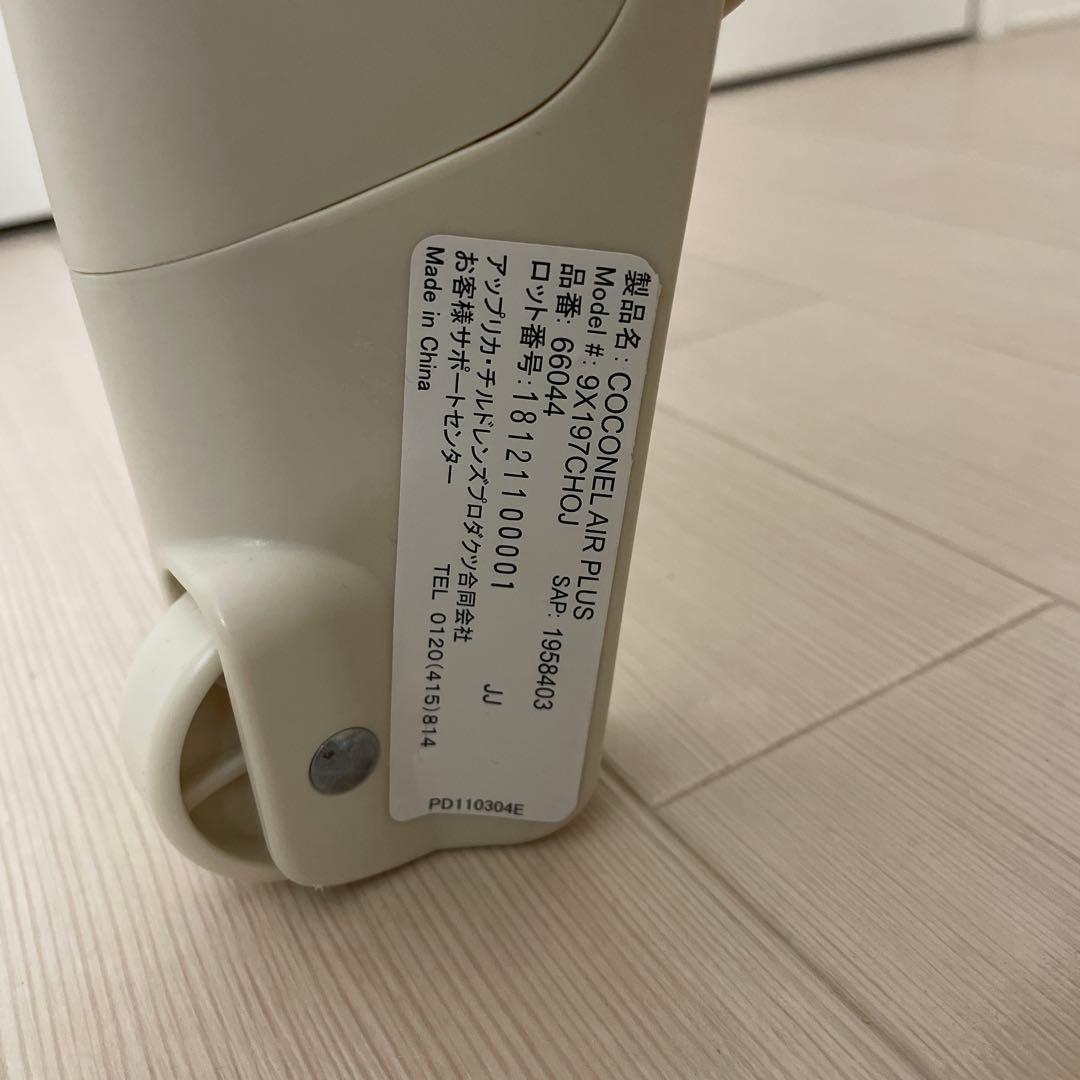 製品名: COCONEL AIR PLUS
Model #: 9X197CHOJ SAP: 1958403
品番: 66044
ロット番号: 18121100001 JJ
アップリカ・チルドレンズプロダクツ合同会社
お客様サポートセンター TEL 0120(415)814
Made in China
PD110304E